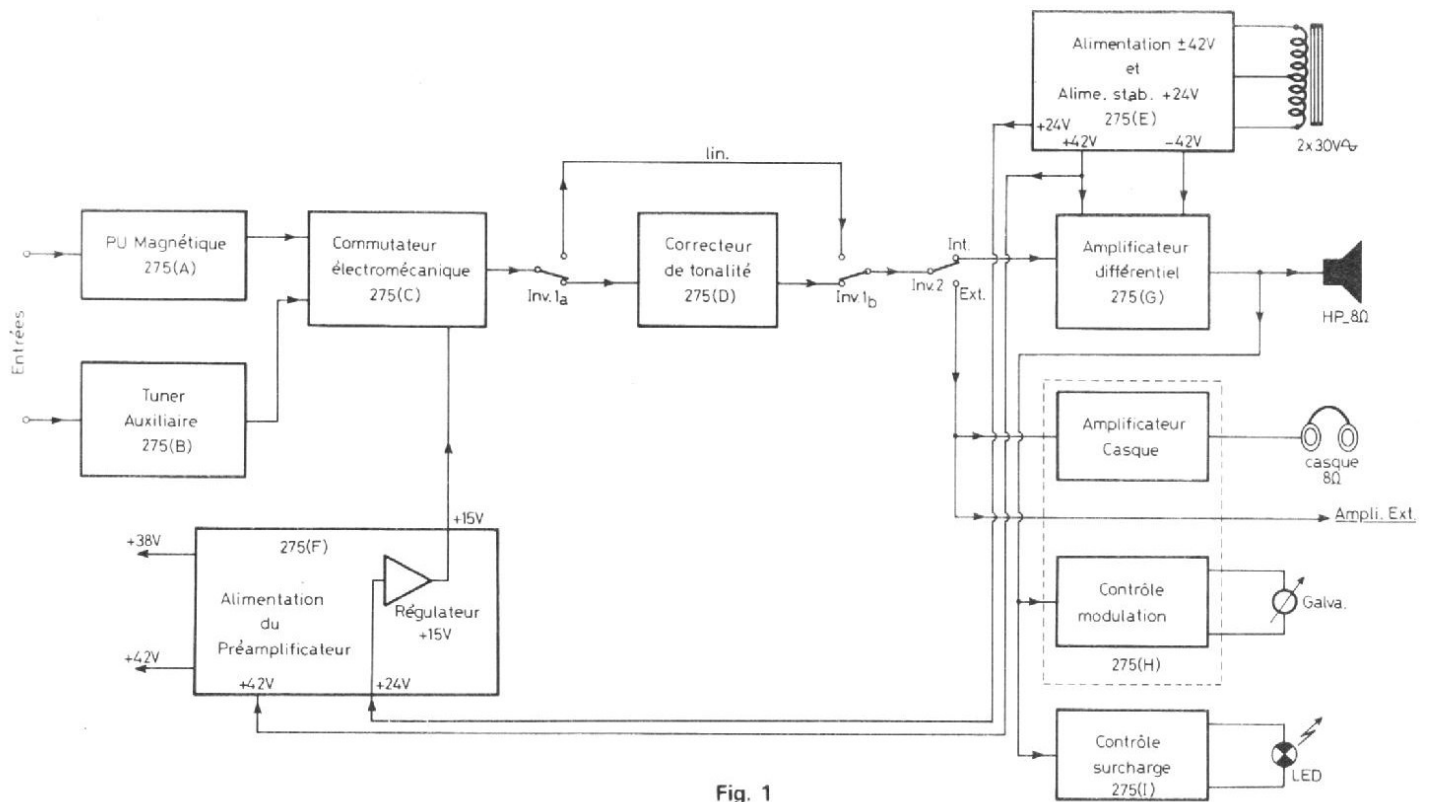 Alimentation ±42V
et
Alime. stab. +24V
275(E)
+24V
+42V
-42V
2x30V∿
lin.
Entrées
PU Magnétique
275(A)
Commutateur
électromécanique
275(C)
Inv.1a
Correcteur
de tonalité
275(D)
Inv.1b
Inv.2
Int.
Ext.
Amplificateur
différentiel
275(G)
HP_8Ω
Tuner
Auxiliaire
275(B)
Amplificateur
Casque
casque
8Ω
Ampli. Ext.
+15V
+38V
275(F)
Alimentation
du
Préamplificateur
Régulateur
+15V
+42V
+42V
+24V
Contrôle
modulation
Galva.
275(H)
Contrôle
surcharge
275(I)
LED
Fig. 1